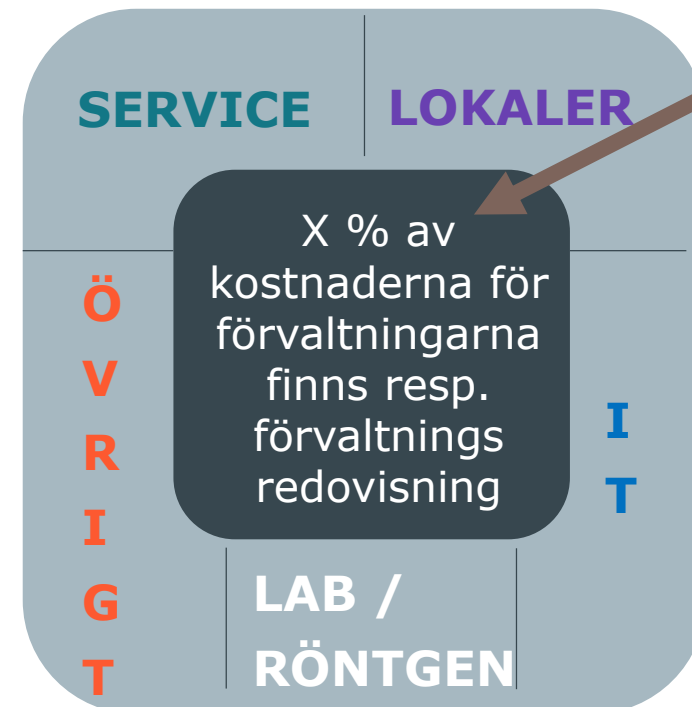 SERVICE
LOKALER
X % av
kostnaderna för
förvaltningarna
finns resp.
förvaltnings
redovisning
Ö
V
R
I
G
T
I
T
LAB /
RÖNTGEN